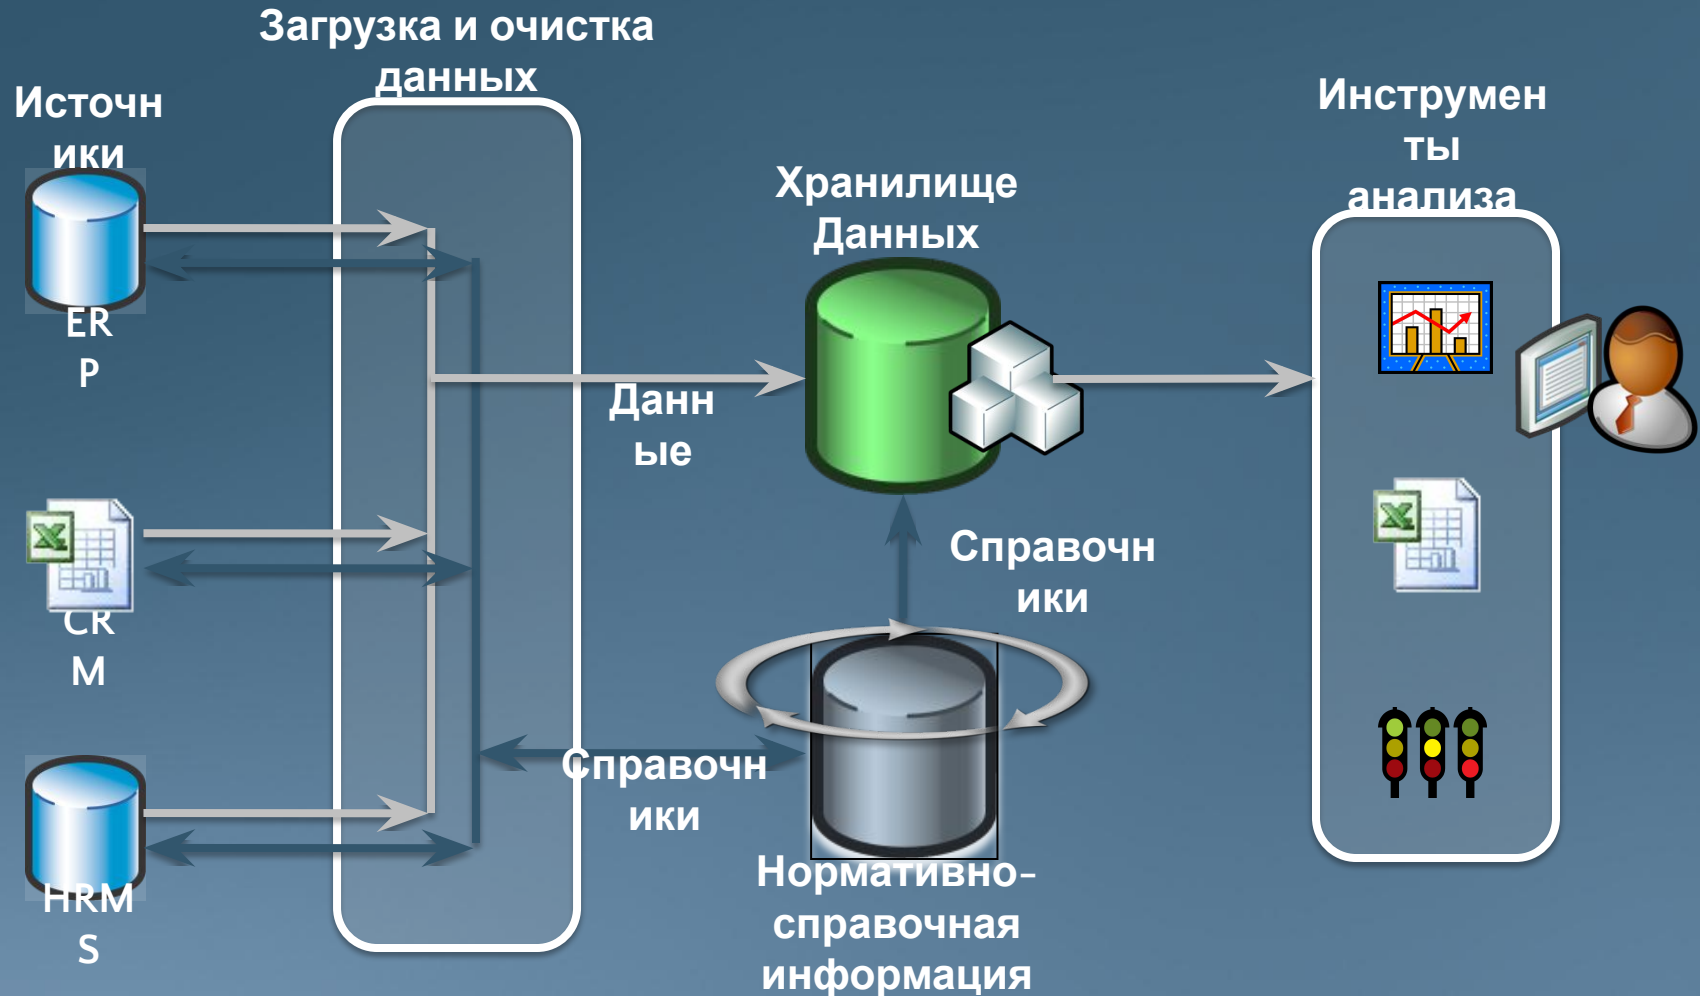 Загрузка и очистка
данных
Источн
ики
ER
P
CR
M
HRM
S
Данн
ые
Хранилище
Данных
Справочн
ики
Справочн
ики
Нормативно-
справочная
информация
Инструмен
ты
анализа